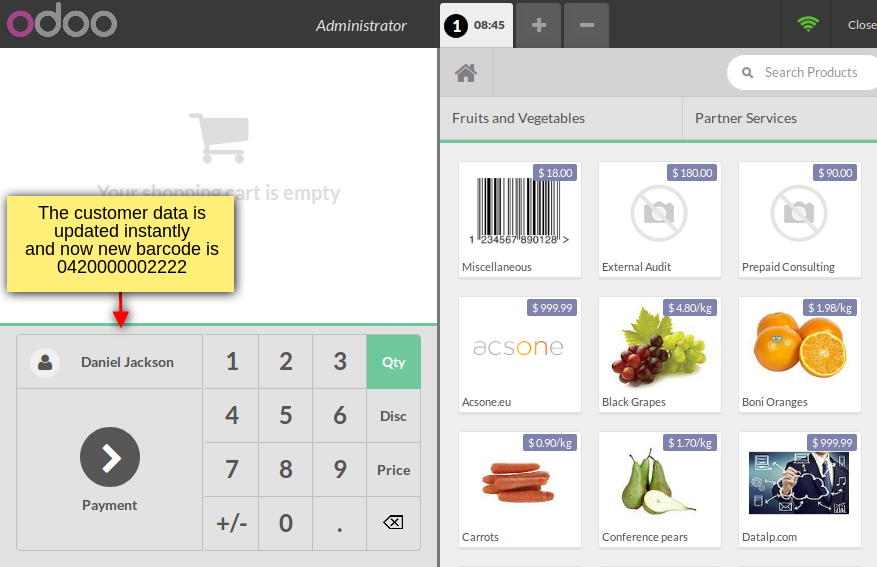 odoo
Administrator
1 08:45
+
−
Close
Search Products
Fruits and Vegetables
Partner Services
Your shopping cart is empty
The customer data is
updated instantly
and now new barcode is
0420000002222
Daniel Jackson
1 2 3 Qty
4 5 6 Disc
7 8 9 Price
+/- 0 .
Payment
$ 18.00
1 234567 890128 >
Miscellaneous
$ 180.00
External Audit
$ 90.00
Prepaid Consulting
$ 999.99
acsone
Acsone.eu
$ 4.80/kg
Black Grapes
$ 1.98/kg
Boni Oranges
$ 0.90/kg
Carrots
$ 1.70/kg
Conference pears
$ 999.99
Datalp.com